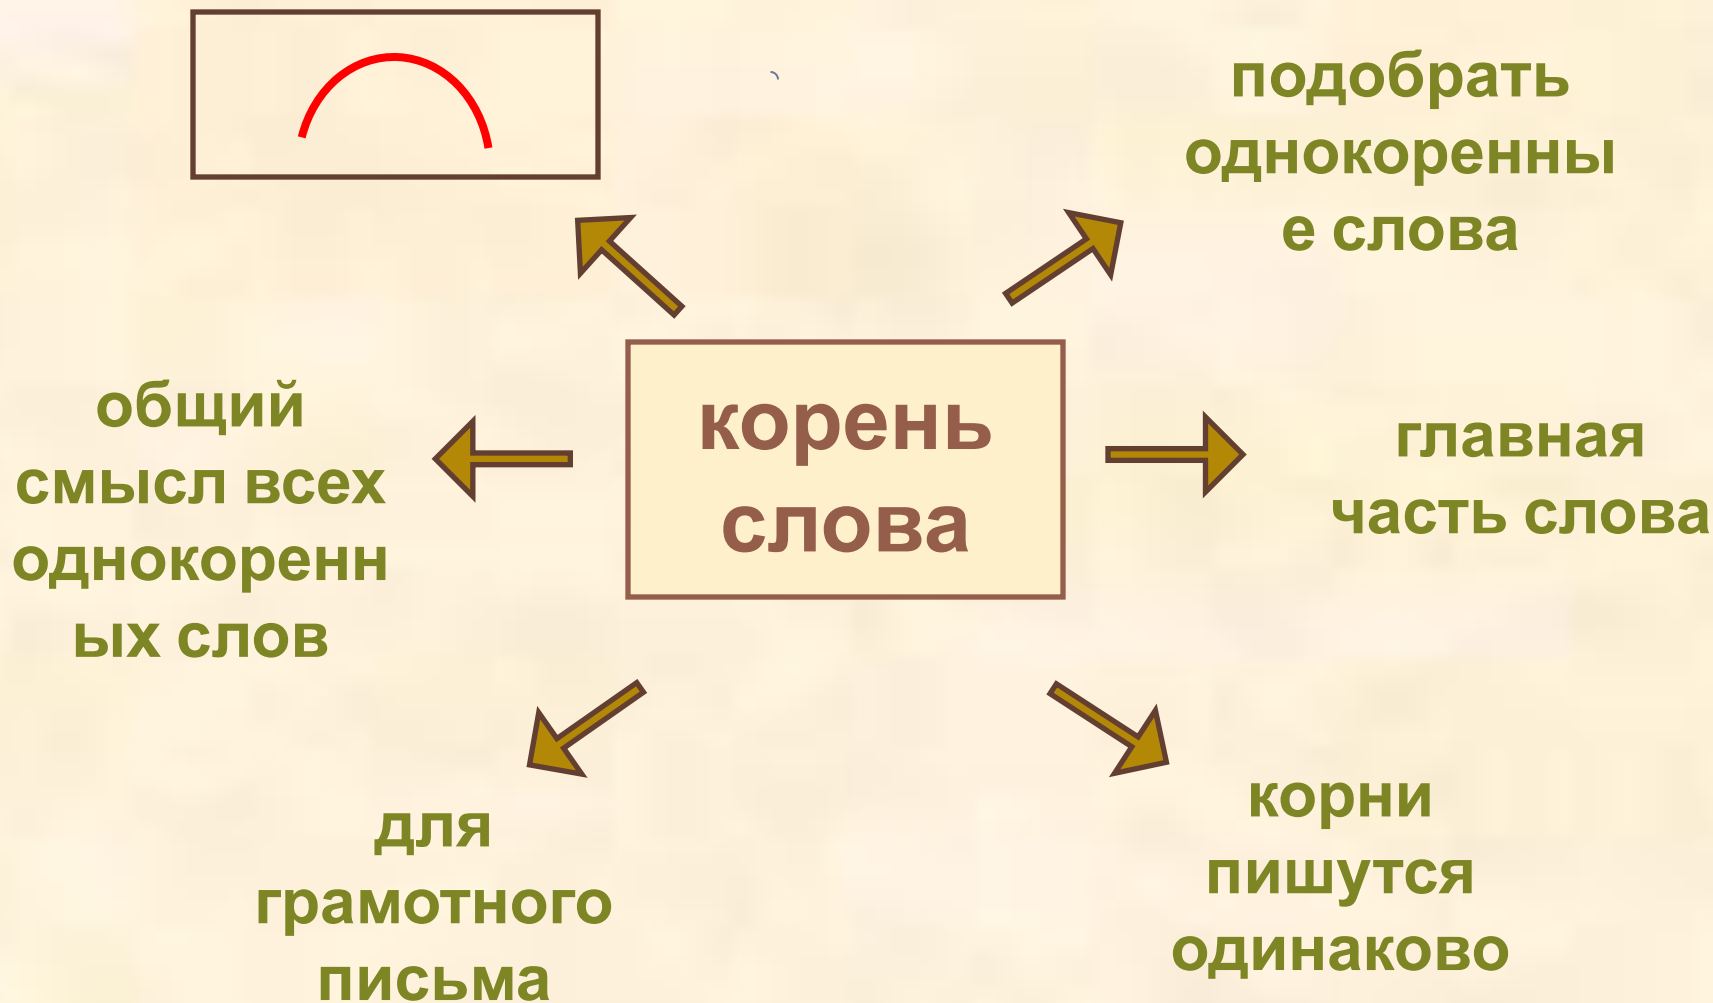 подобрать
однокоренны
е слова
общий
смысл всех
однокоренн
ых слов
корень
слова
главная
часть слова
для
грамотного
письма
корни
пишутся
одинаково